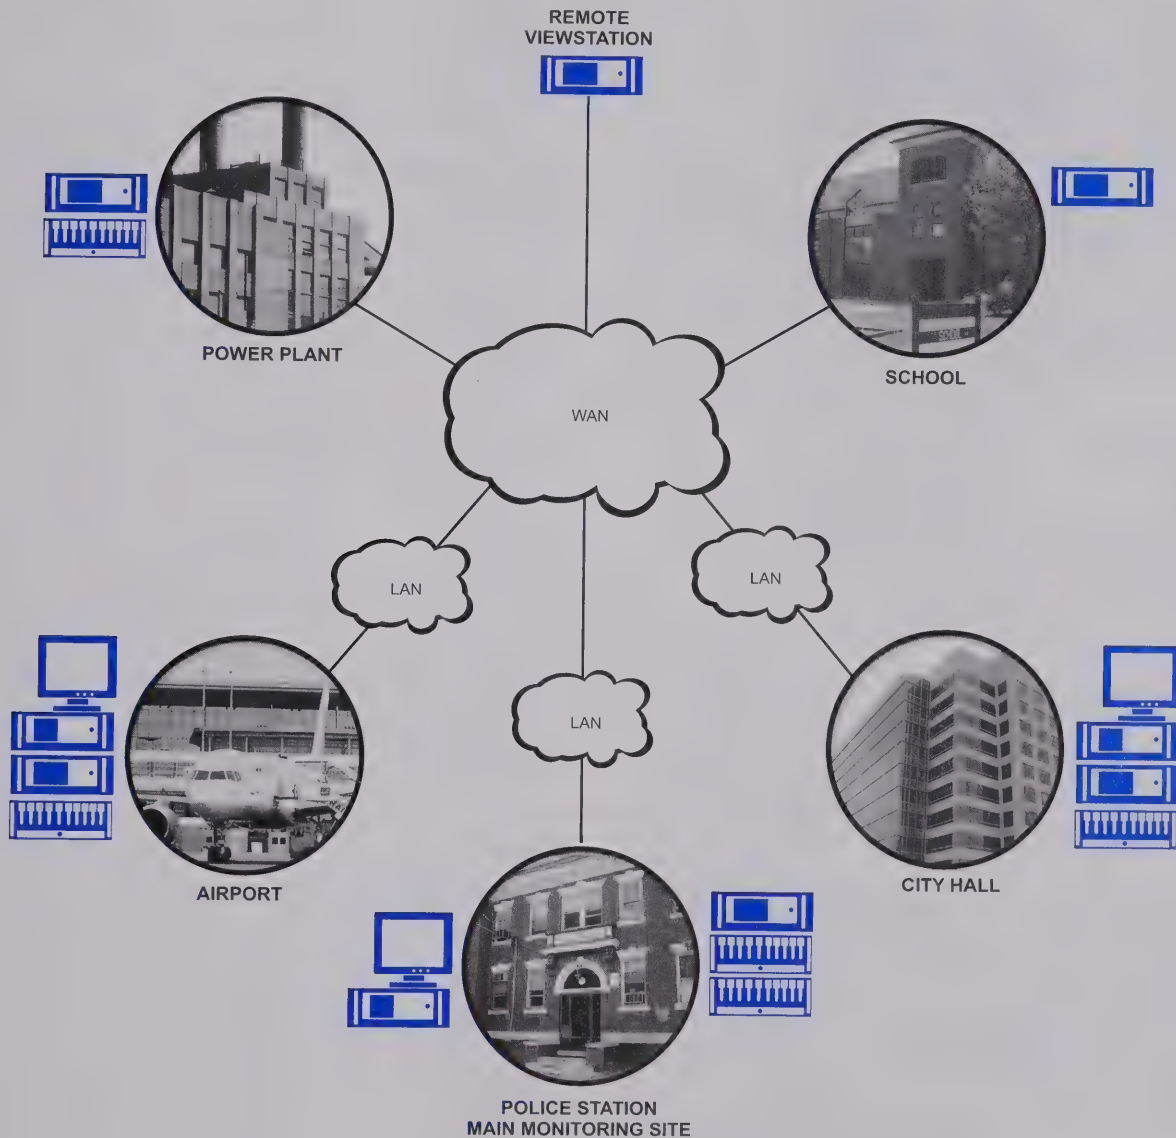 REMOTE
VIEWSTATION
POWER PLANT
SCHOOL
WAN
LAN
LAN
LAN
AIRPORT
CITY HALL
POLICE STATION
MAIN MONITORING SITE